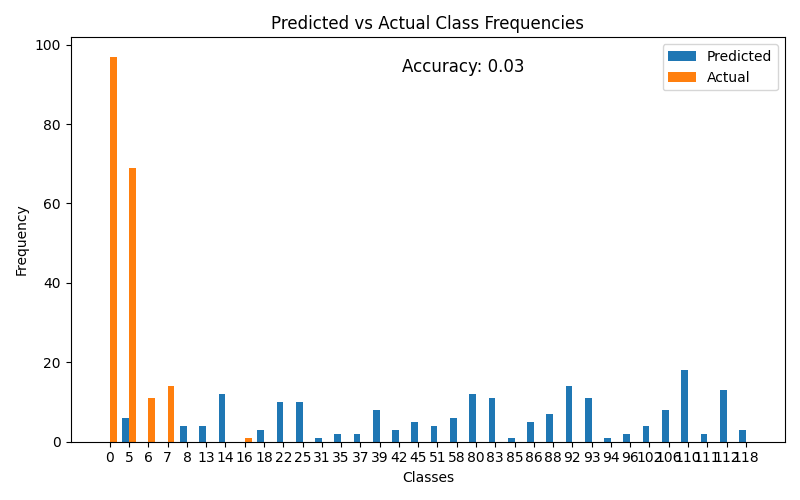 Predicted vs Actual Class Frequencies
Accuracy: 0.03
Predicted
Actual
100
80
60
40
20
0
Frequency
0 5 6 7 8 13 14 16 18 22 25 31 35 37 39 42 45 51 58 80 83 85 86 88 92 93 94 96 102 106 110 111 112 118
Classes